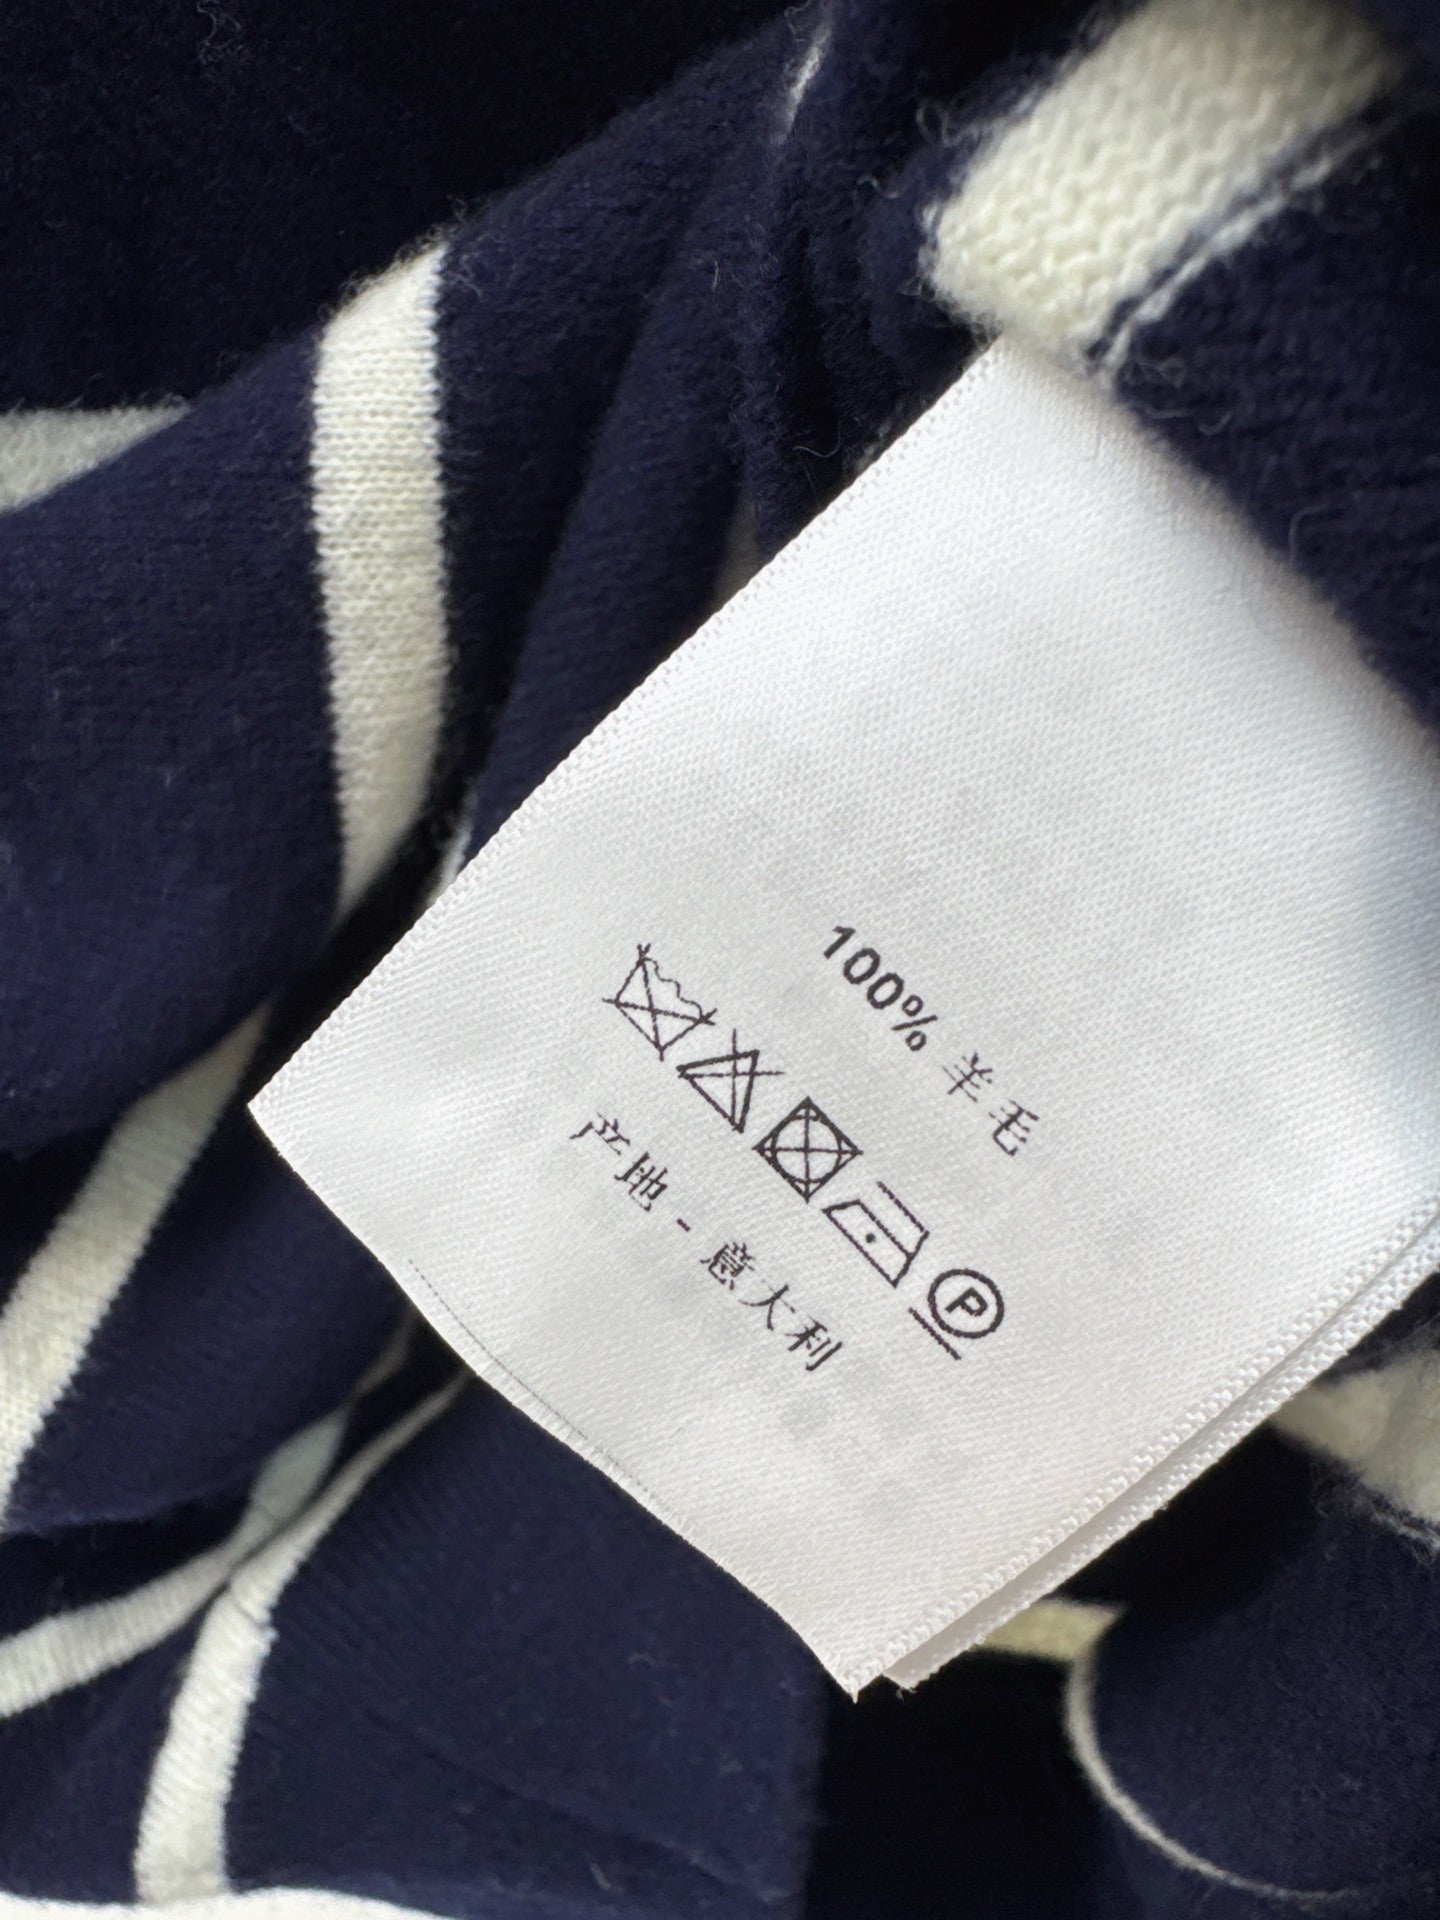 100% 羊毛
P
产地 - 意大利